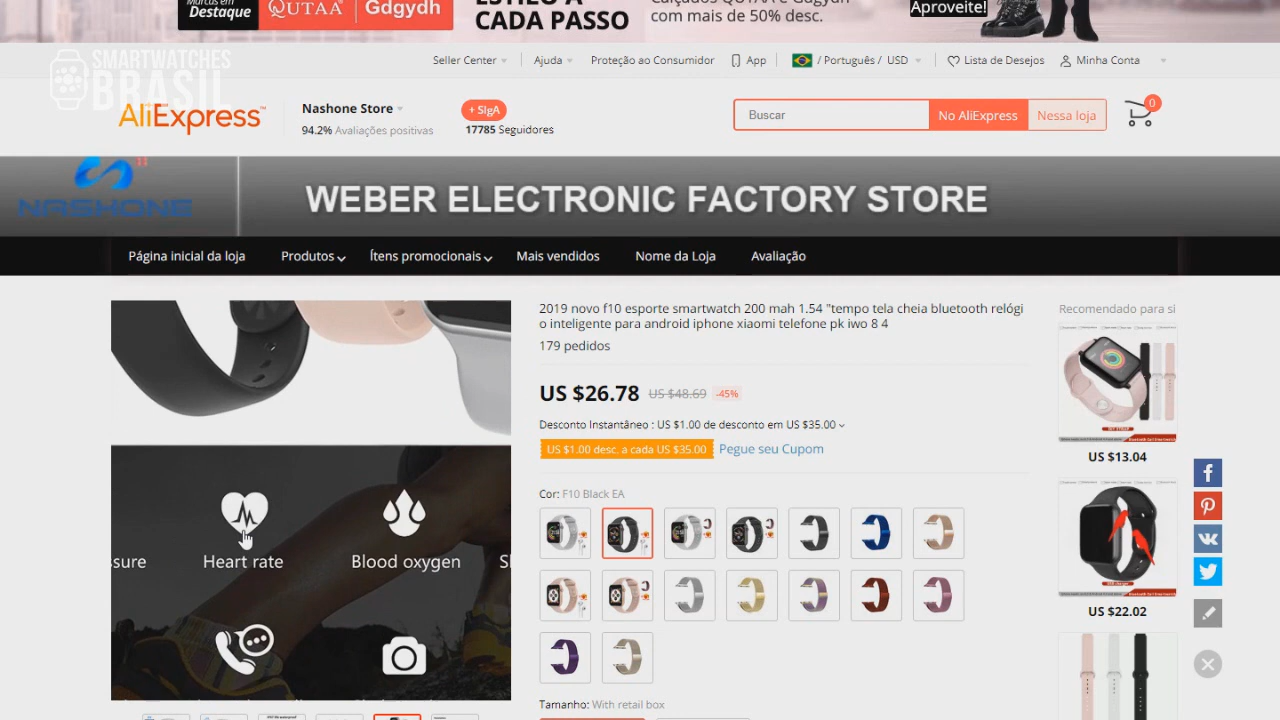 Marcas em
Destaque
QUTAA
Gdgydh
ESTILO A
CADA PASSO
Calçados QUTAA e Gdgydh
com mais de 50% desc.
Aproveite!
SMARTWATCHES
BRASIL
Seller Center
Ajuda
Proteção ao Consumidor
App
/ Português / USD
Lista de Desejos
Minha Conta
AliExpress™
Nashone Store
94.2% Avaliações positivas
+ SIgA
17785 Seguidores
Buscar
No AliExpress
Nessa loja
0
NASHONE
WEBER ELECTRONIC FACTORY STORE
Página inicial da loja
Produtos
Ítens promocionais
Mais vendidos
Nome da Loja
Avaliação
2019 novo f10 esporte smartwatch 200 mah 1.54 "tempo tela cheia bluetooth relógi
o inteligente para android iphone xiaomi telefone pk iwo 8 4
179 pedidos
US $26.78 US $48.69 -45%
Desconto Instantâneo : US $1.00 de desconto em US $35.00
US $1.00 desc. a cada US $35.00
Pegue seu Cupom
Cor: F10 Black EA
Tamanho: With retail box
sure
Heart rate
Blood oxygen
Sl
Recomendado para si
US $13.04
US $22.02